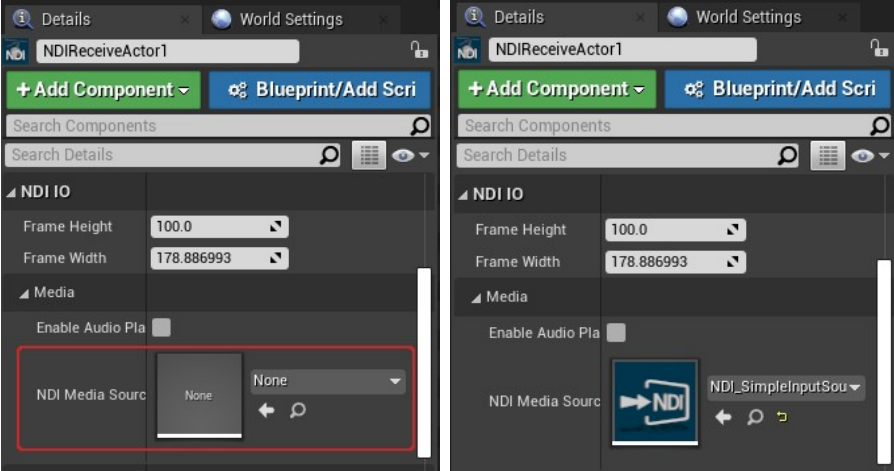 Details
World Settings
NDI
NDIReceiveActor1
+Add Component
Blueprint/Add Scri
Search Components
Search Details
NDI IO
Frame Height
100.0
Frame Width
178.886993
Media
Enable Audio Pla
NDI Media Sourc
None
None
Details
World Settings
NDI
NDIReceiveActor1
+Add Component
Blueprint/Add Scri
Search Components
Search Details
NDI IO
Frame Height
100.0
Frame Width
178.886993
Media
Enable Audio Pla
NDI Media Sourc
NDI
NDI_SimpleInputSou